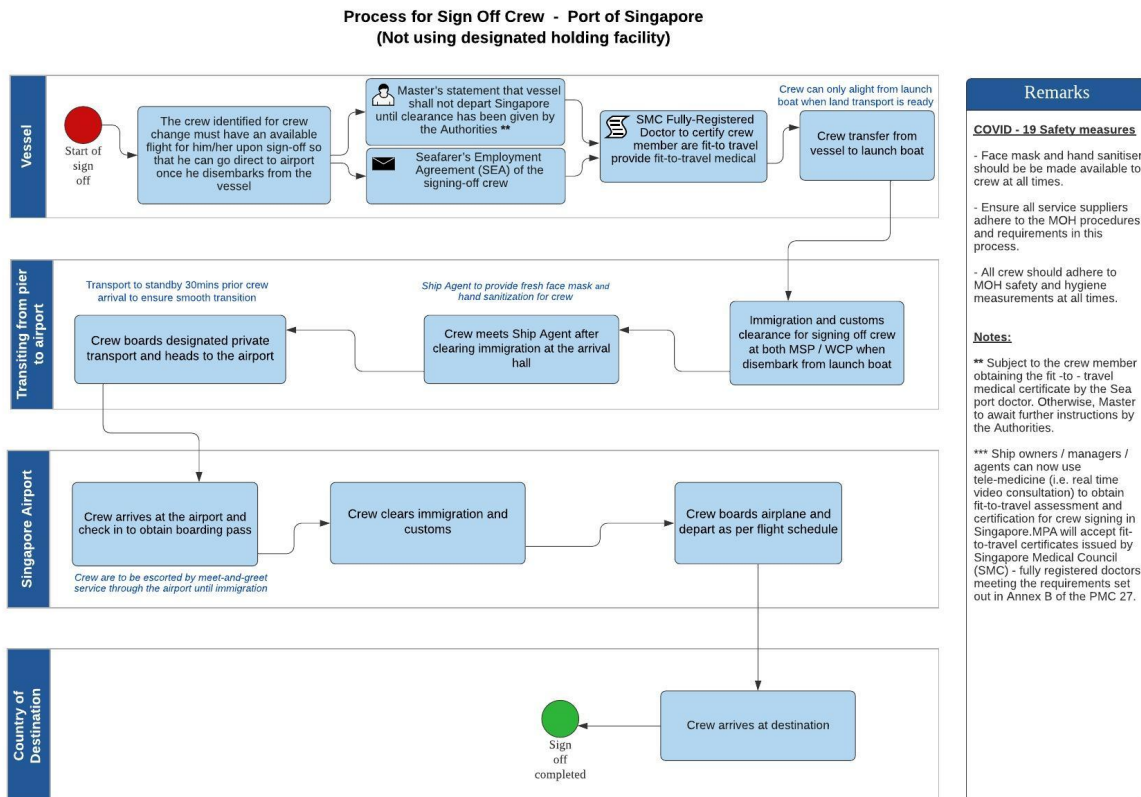 Process for Sign Off Crew - Port of Singapore
(Not using designated holding facility)
Vessel
Start of
sign
off
The crew identified for crew
change must have an available
flight for him/her upon sign-off so
that he can go direct to airport
once he disembarks from the
vessel
Master's statement that vessel
shall not depart Singapore
until clearance has been given
by the Authorities **
Seafarer's Employment
Agreement (SEA) of the
signing-off crew
SMC Fully-Registered
Doctor to certify crew
member are fit-to travel
provide fit-to-travel medical
Crew can only alight from launch
boat when land transport is ready
Crew transfer from
vessel to launch boat
Transiting from pier
to airport
Transport to standby 30mins prior crew
arrival to ensure smooth transition
Crew boards designated private
transport and heads to the airport
Ship Agent to provide fresh face mask and
hand sanitization for crew
Crew meets Ship Agent after
clearing immigration at the arrival
hall
Immigration and customs
clearance for signing off crew
at both MSP / WCP when
disembark from launch boat
Singapore Airport
Crew arrives at the airport and
check in to obtain boarding pass
Crew are to be escorted by meet-and-greet
service through the airport until immigration
Crew clears immigration and
customs
Crew boards airplane and
depart as per flight schedule
Country of
Destination
Sign
off
completed
Crew arrives at destination
Remarks
COVID - 19 Safety measures
- Face mask and hand sanitiser
should be be made available to
crew at all times.
- Ensure all service suppliers
adhere to the MOH procedures
and requirements in this
process.
- All crew should adhere to
MOH safety and hygiene
measurements at all times.
Notes:
** Subject to the crew member
obtaining the fit -to - travel
medical certificate by the Sea
port doctor. Otherwise, Master
to await further instructions by
the Authorities.
*** Ship owners / managers /
agents can now use
tele-medicine (i.e. real time
video consultation) to obtain
fit-to-travel assessment and
certification for crew signing in
Singapore.MPA will accept fit-
to-travel certificates issued by
Singapore Medical Council
(SMC) - fully registered doctors
meeting the requirements set
out in Annex B of the PMC 27.